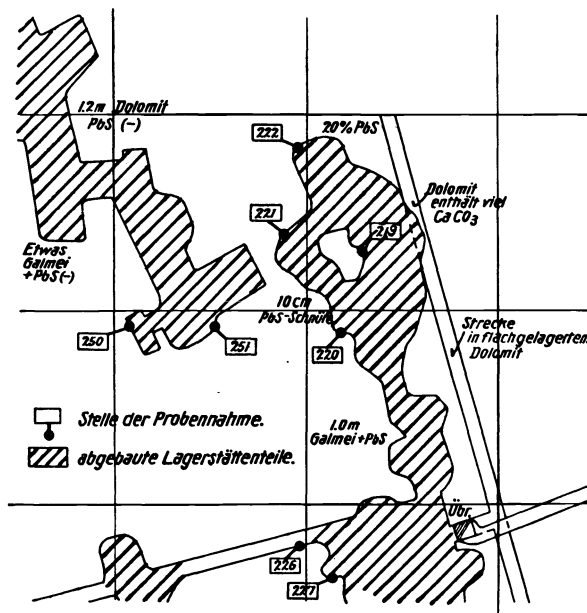 1.2m Dolomit
PbS (-)
222
20% PbS
Dolomit
enthält viel
CaCO3
221
219
Etwas
Galmei
+PbS(-)
10cm
PbS-Schnüre
250
251
220
Strecke
in flachgelagertem
Dolomit
Stelle der Probennahme.
1.0m
Galmei+PbS
abgebaute Lagerstättenteile.
Übr.
226
227